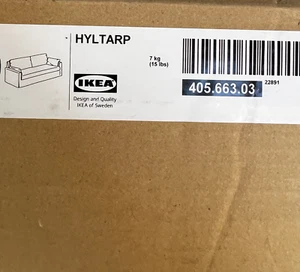 HYLTARP
7 kg
(15 lbs)
IKEA
Design and Quality
IKEA of Sweden
22891
405.663.03